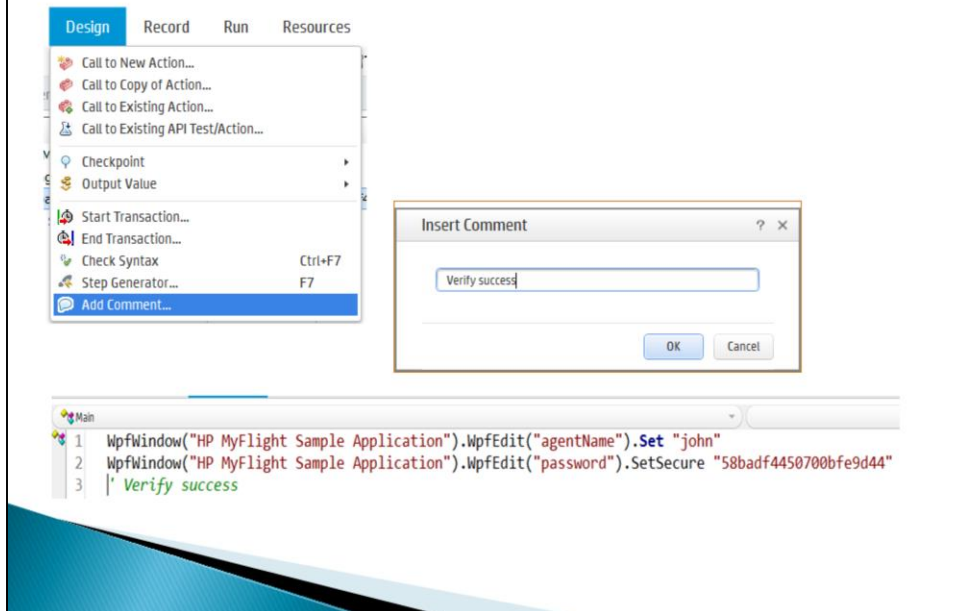 Design Record Run Resources
Call to New Action...
Call to Copy of Action...
Call to Existing Action...
Call to Existing API Test/Action...
Checkpoint
Output Value
Start Transaction...
End Transaction...
Check Syntax Ctrl+F7
Step Generator... F7
Add Comment...
Insert Comment ? ×
Verify success
OK Cancel
Main
1 WpfWindow("HP MyFlight Sample Application").WpfEdit("agentName").Set "john"
2 WpfWindow("HP MyFlight Sample Application").WpfEdit("password").SetSecure "58badf4450700bfe9d44"
3 ' Verify success